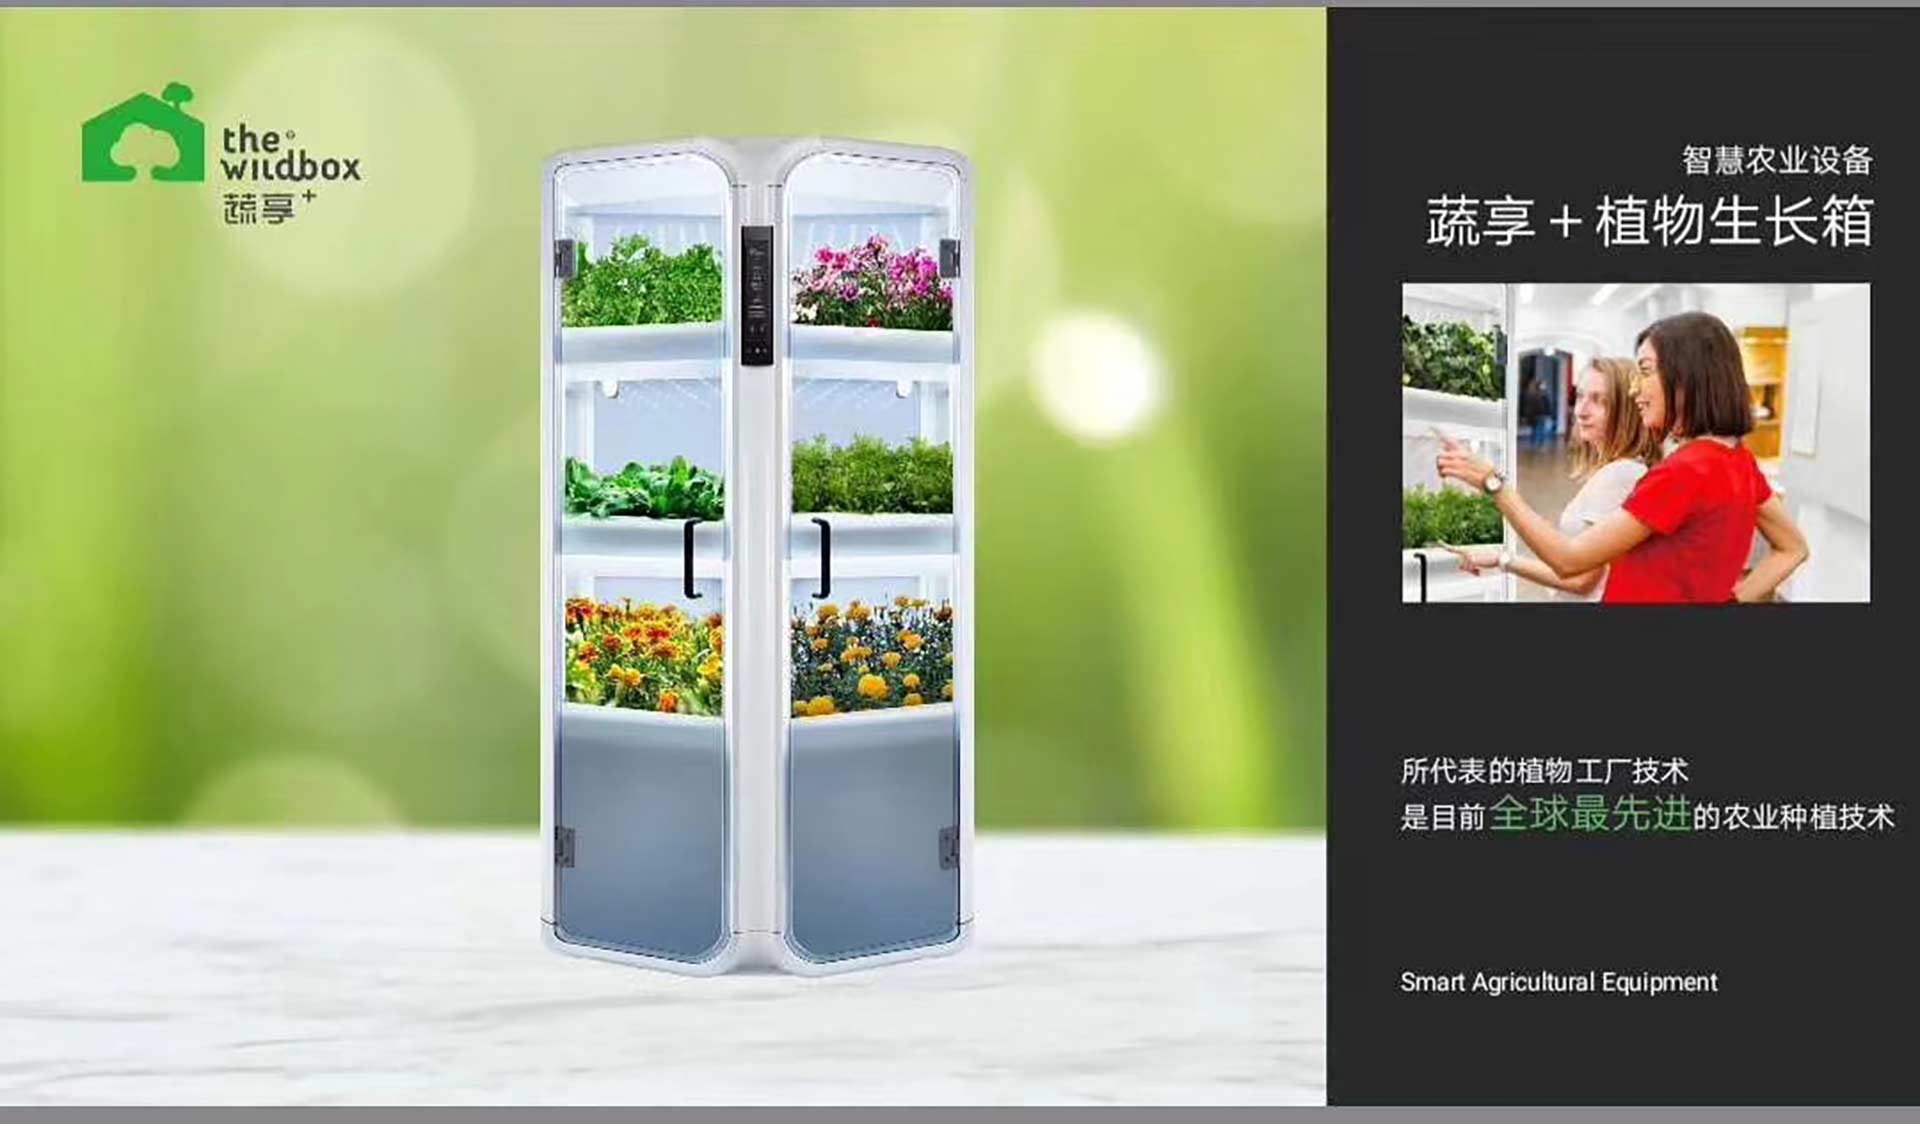 the
wildbox
蔬享+
智慧农业设备
蔬享+植物生长箱
所代表的植物工厂技术
是目前全球最先进的农业种植技术
Smart Agricultural Equipment